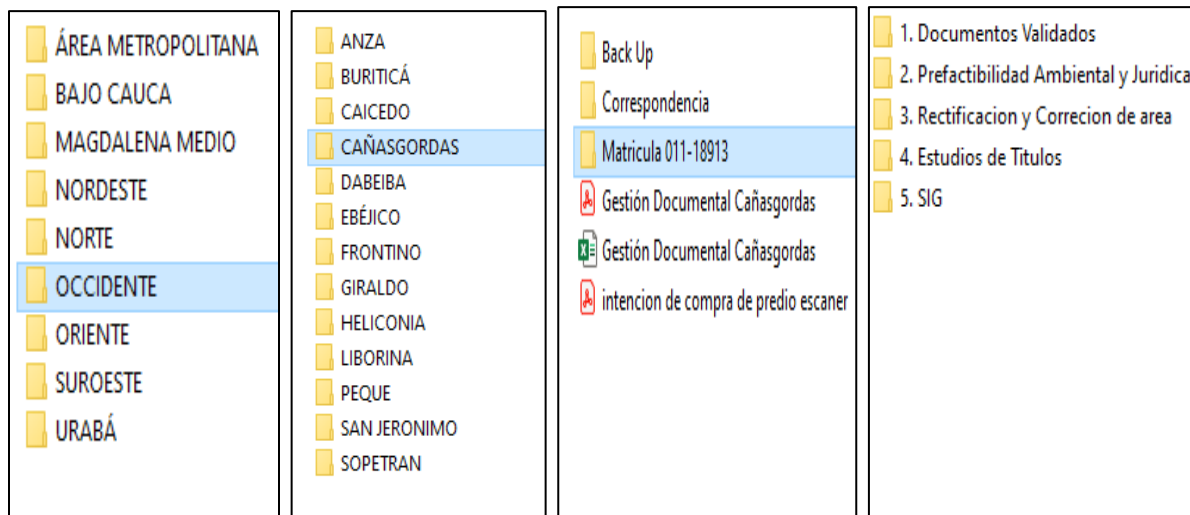 ÁREA METROPOLITANA
BAJO CAUCA
MAGDALENA MEDIO
NORDESTE
NORTE
OCCIDENTE
ORIENTE
SUROESTE
URABÁ
ANZA
BURITICÁ
CAICEDO
CAÑASGORDAS
DABEIBA
EBÉJICO
FRONTINO
GIRALDO
HELICONIA
LIBORINA
PEQUE
SAN JERONIMO
SOPETRAN
Back Up
Correspondencia
Matricula 011-18913
Gestión Documental Cañasgordas
Gestión Documental Cañasgordas
intencion de compra de predio escaner
1. Documentos Validados
2. Prefactibilidad Ambiental y Juridica
3. Rectificacion y Correcion de area
4. Estudios de Titulos
5. SIG